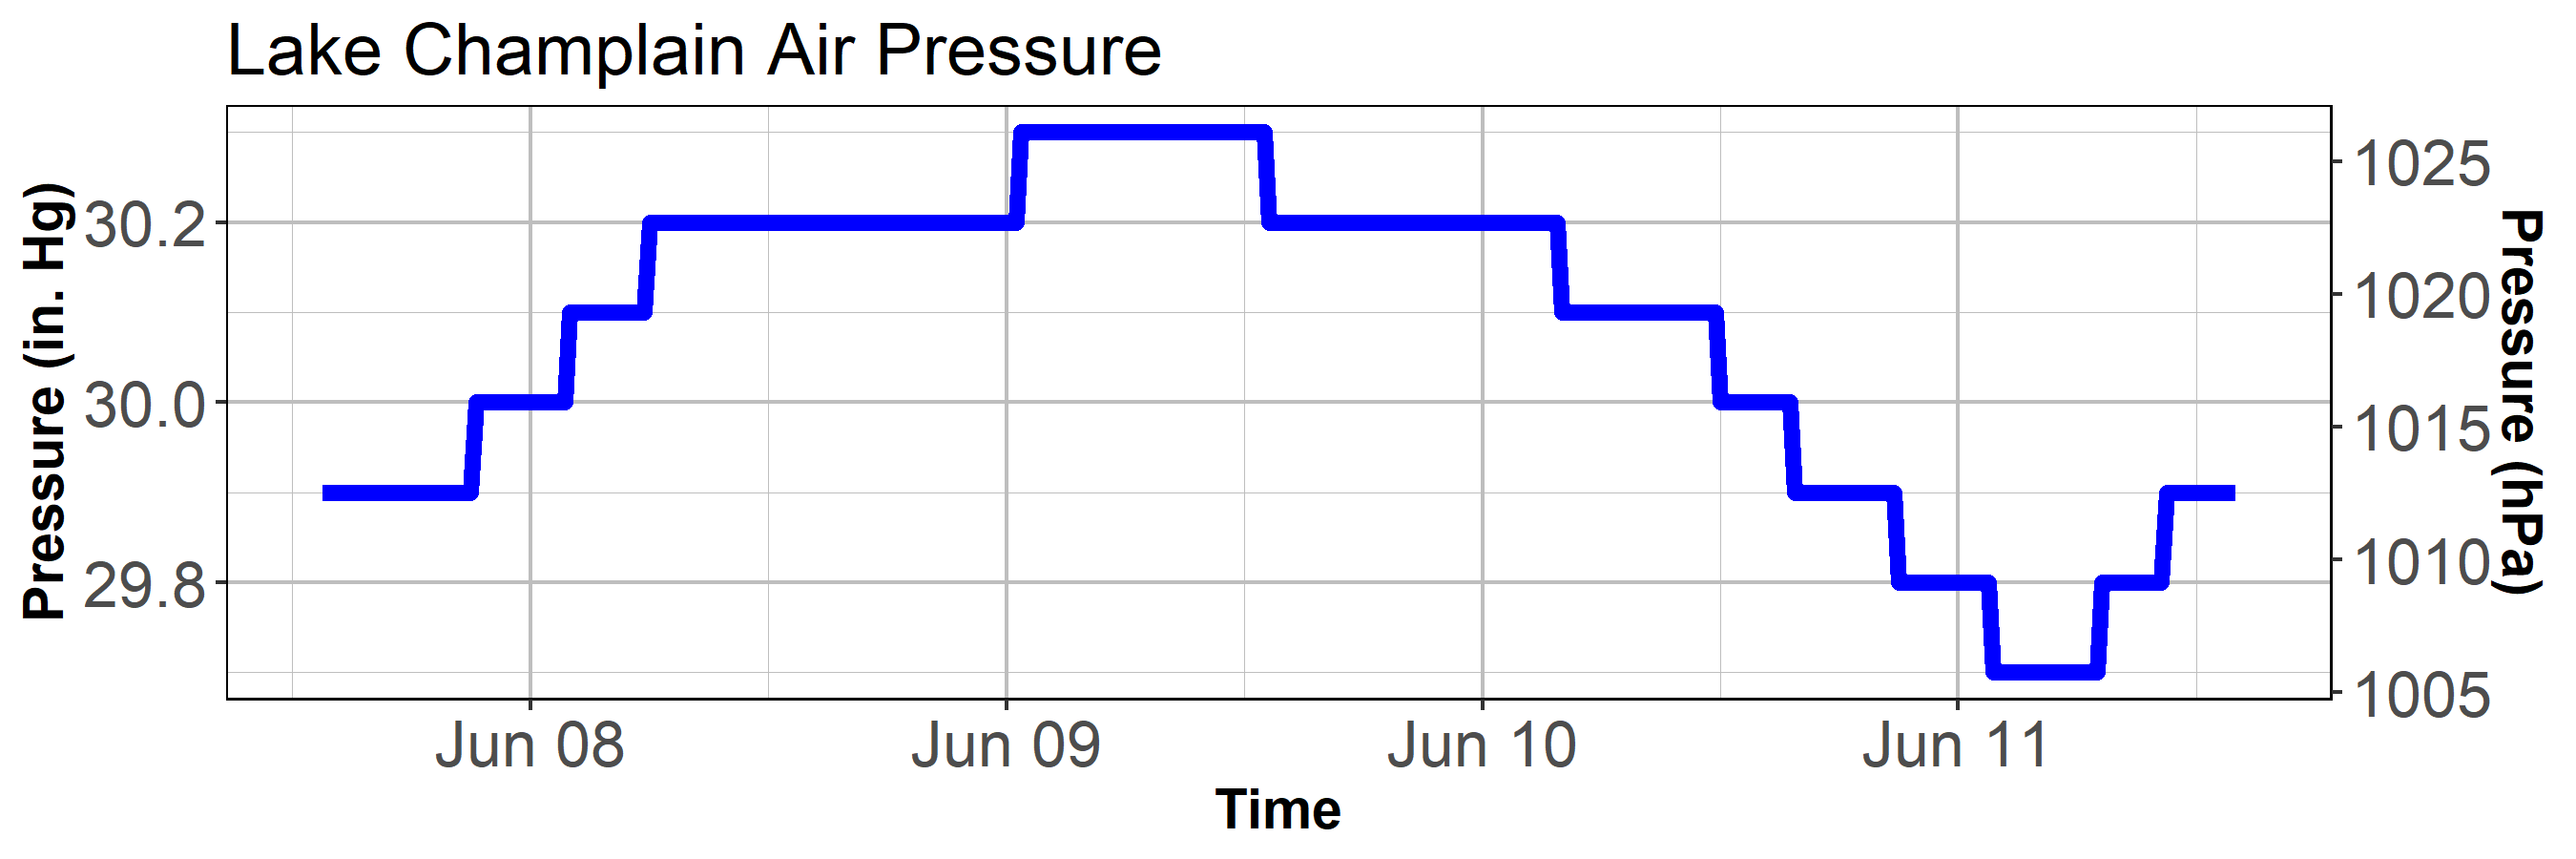 Lake Champlain Air Pressure
Pressure (in. Hg)
30.2
30.0
29.8
1025
1020
1015
1010
1005
Pressure (hPa)
Jun 08 Jun 09 Jun 10 Jun 11
Time